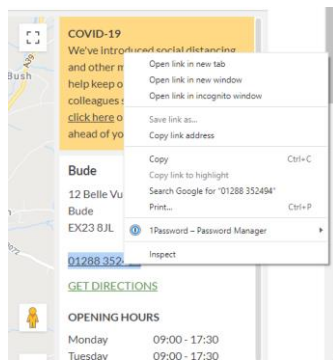 COVID-19
We've introduced social distancing
and other m
help keep o
colleagues s
click here o
ahead of yo
Bush
Open link in new tab
Open link in new window
Open link in incognito window
Save link as...
Copy link address
Copy Ctrl+C
Copy link to highlight
Search Google for "01288 352494"
Print... Ctrl+P
1Password – Password Manager
Inspect
Bude
12 Belle Vu
Bude
EX23 8JL
01288 352
GET DIRECTIONS
OPENING HOURS
Monday 09:00 - 17:30
Tuesday 09:00 - 17:30